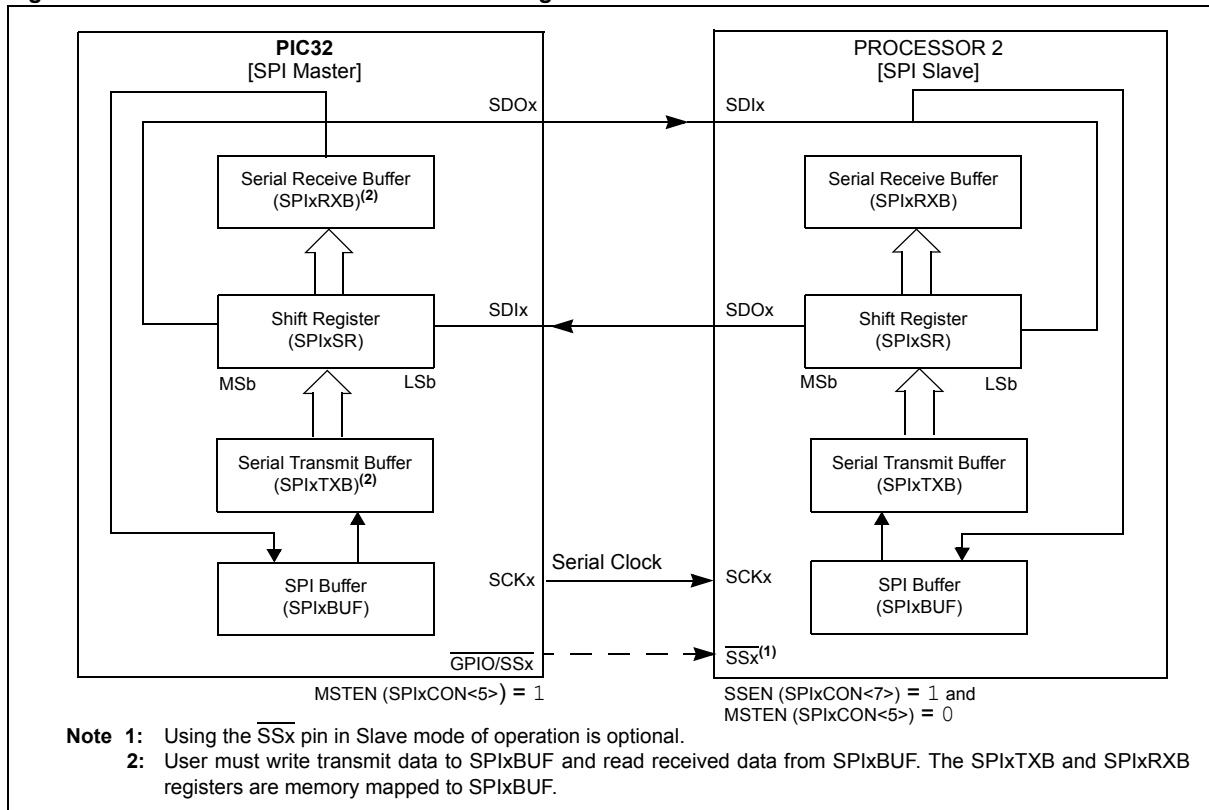 PIC32
[SPI Master]
PROCESSOR 2
[SPI Slave]
SDOx
SDIx
Serial Receive Buffer
(SPIxRXB)(2)
Serial Receive Buffer
(SPIxRXB)
SDIx
SDOx
Shift Register
(SPIxSR)
Shift Register
(SPIxSR)
MSb
LSb
MSb
LSb
Serial Transmit Buffer
(SPIxTXB)(2)
Serial Transmit Buffer
(SPIxTXB)
SPI Buffer
(SPIxBUF)
SCKx
Serial Clock
SCKx
SPI Buffer
(SPIxBUF)
GPIO/SSx
SSx(1)
MSTEN (SPIxCON<5>) = 1
SSEN (SPIxCON<7>) = 1 and
MSTEN (SPIxCON<5>) = 0
Note 1: Using the SSx pin in Slave mode of operation is optional.
2: User must write transmit data to SPIxBUF and read received data from SPIxBUF. The SPIxTXB and SPIxRXB
registers are memory mapped to SPIxBUF.